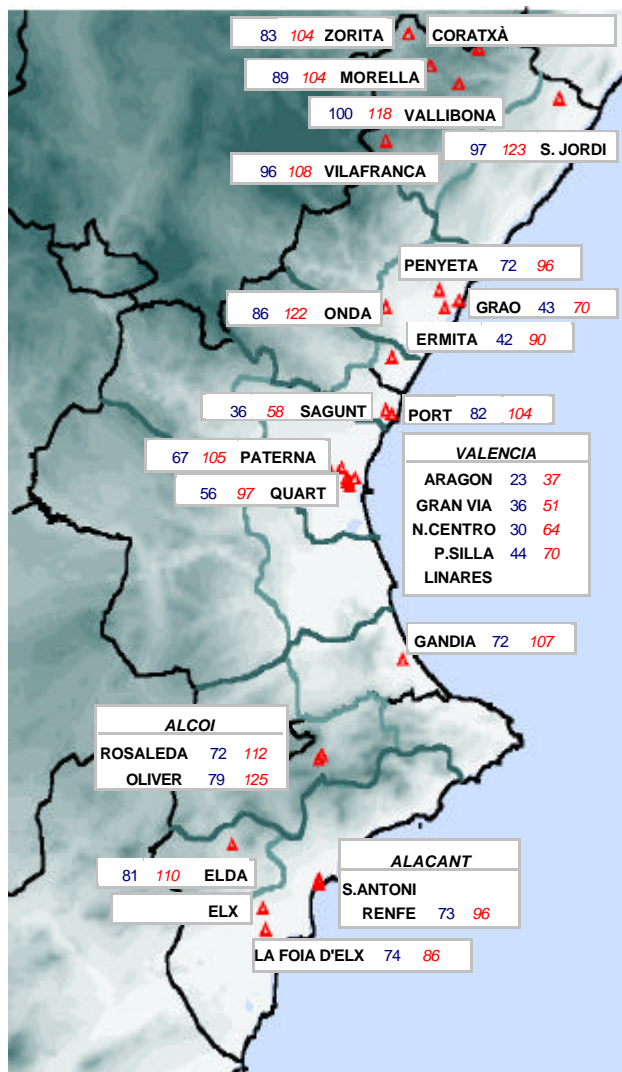 83 104 ZORITA
CORATXÀ
89 104 MORELLA
100 118 VALLIBONA
97 123 S. JORDI
96 108 VILAFRANCA
PENYETA 72 96
86 122 ONDA
GRAO 43 70
ERMITA 42 90
36 58 SAGUNT
PORT 82 104
67 105 PATERNA
56 97 QUART
VALENCIA
ARAGON 23 37
GRAN VIA 36 51
N.CENTRO 30 64
P.SILLA 44 70
LINARES
GANDIA 72 107
ALCOI
ROSALEDA 72 112
OLIVER 79 125
81 110 ELDA
ELX
ALACANT
S.ANTONI
RENFE 73 96
LA FOIA D'ELX 74 86